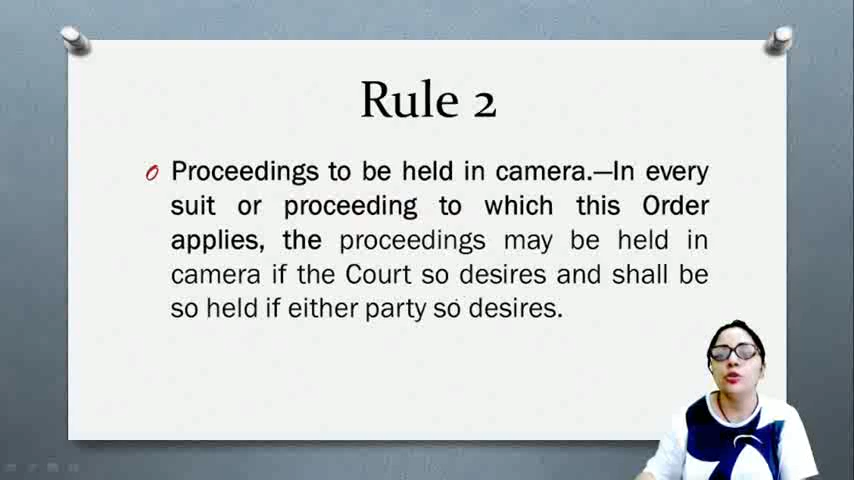 Rule 2
Proceedings to be held in camera.—In every
suit or proceeding to which this Order
applies, the proceedings may be held in
camera if the Court so desires and shall be
so held if either party so desires.